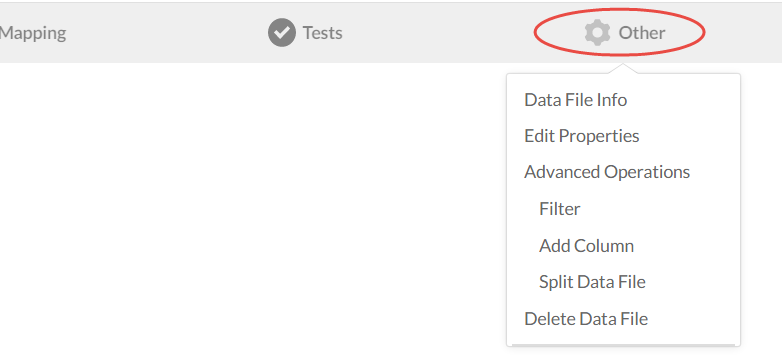 Mapping
Tests
Other
Data File Info
Edit Properties
Advanced Operations
Filter
Add Column
Split Data File
Delete Data File